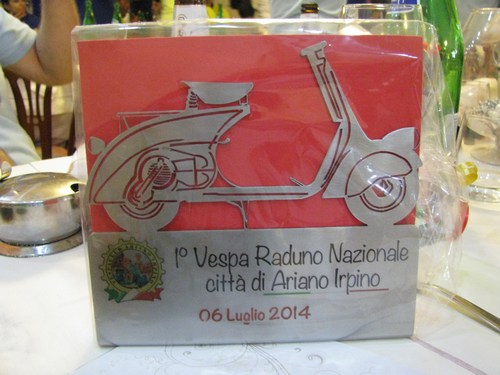 1° Vespa Raduno Nazionale
città di Ariano Irpino
06 Luglio 2014